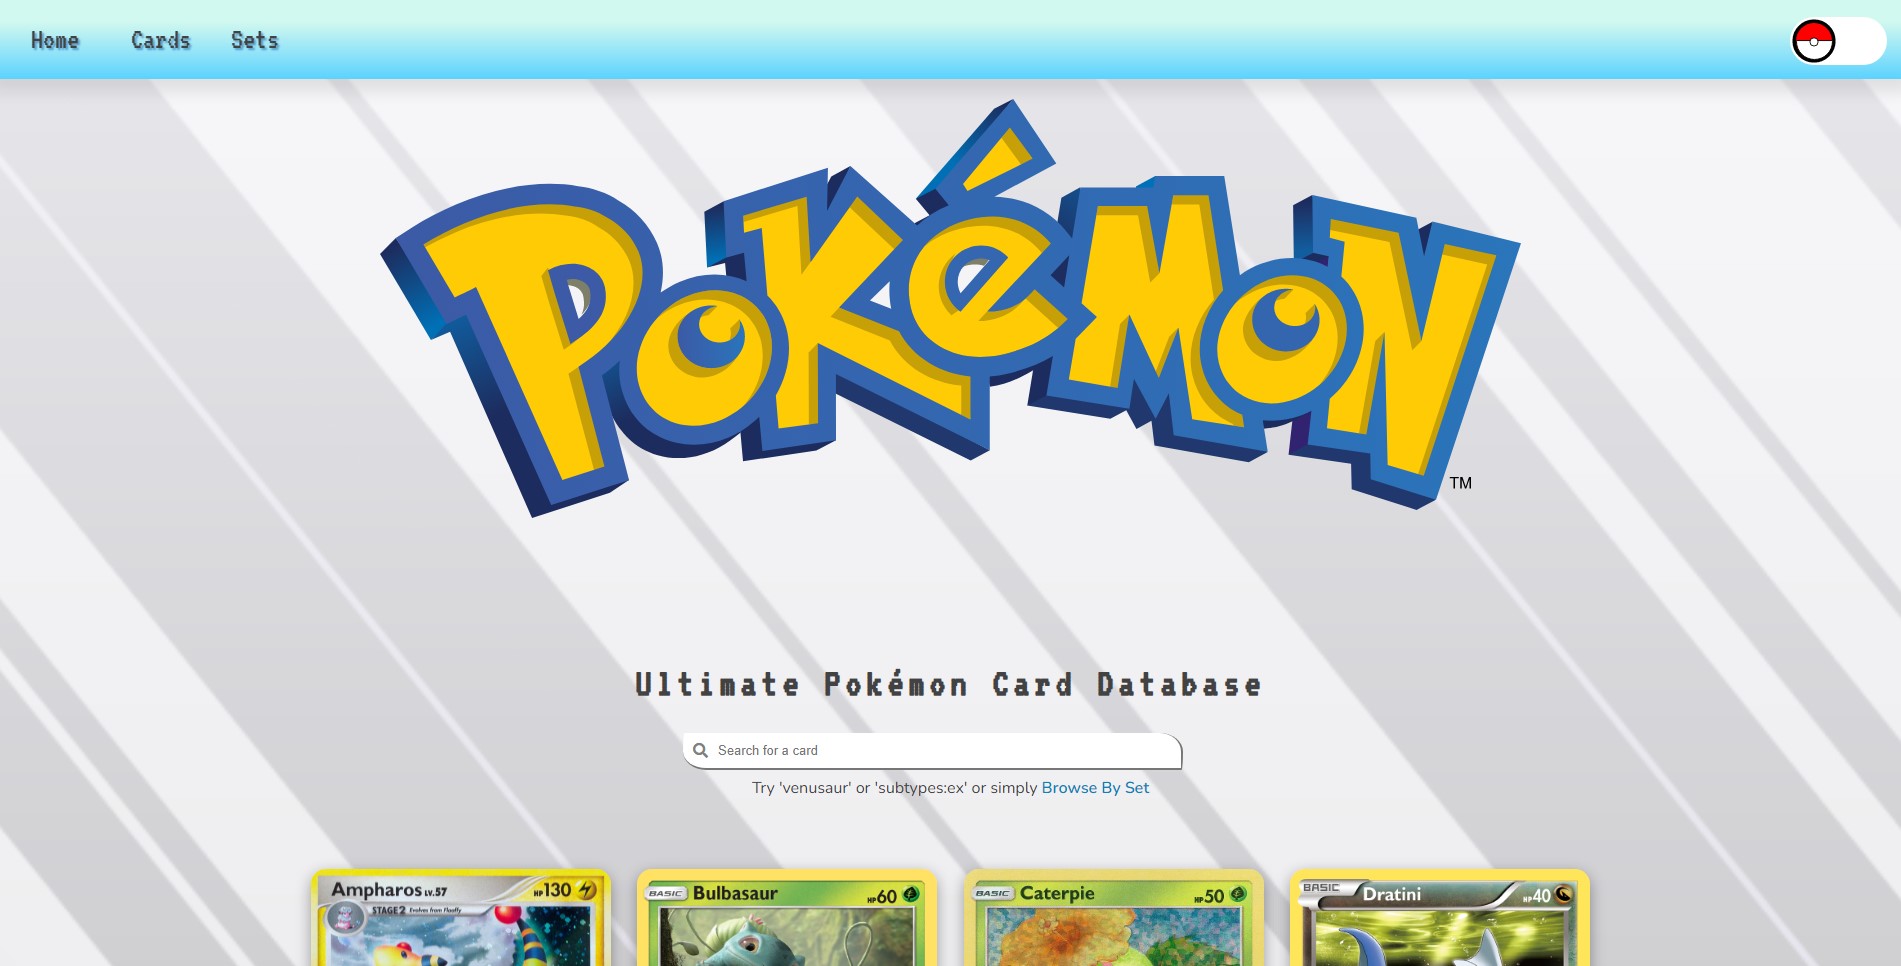 Home Cards Sets
POKéMON
TM
Ultimate Pokémon Card Database
Search for a card
Try 'venusaur' or 'subtypes:ex' or simply Browse By Set
Ampharos LV.57 HP130
STAGE2 Evolves from Flaaffy
BASIC Bulbasaur HP60
BASIC Caterpie HP50
BASIC Dratini HP40